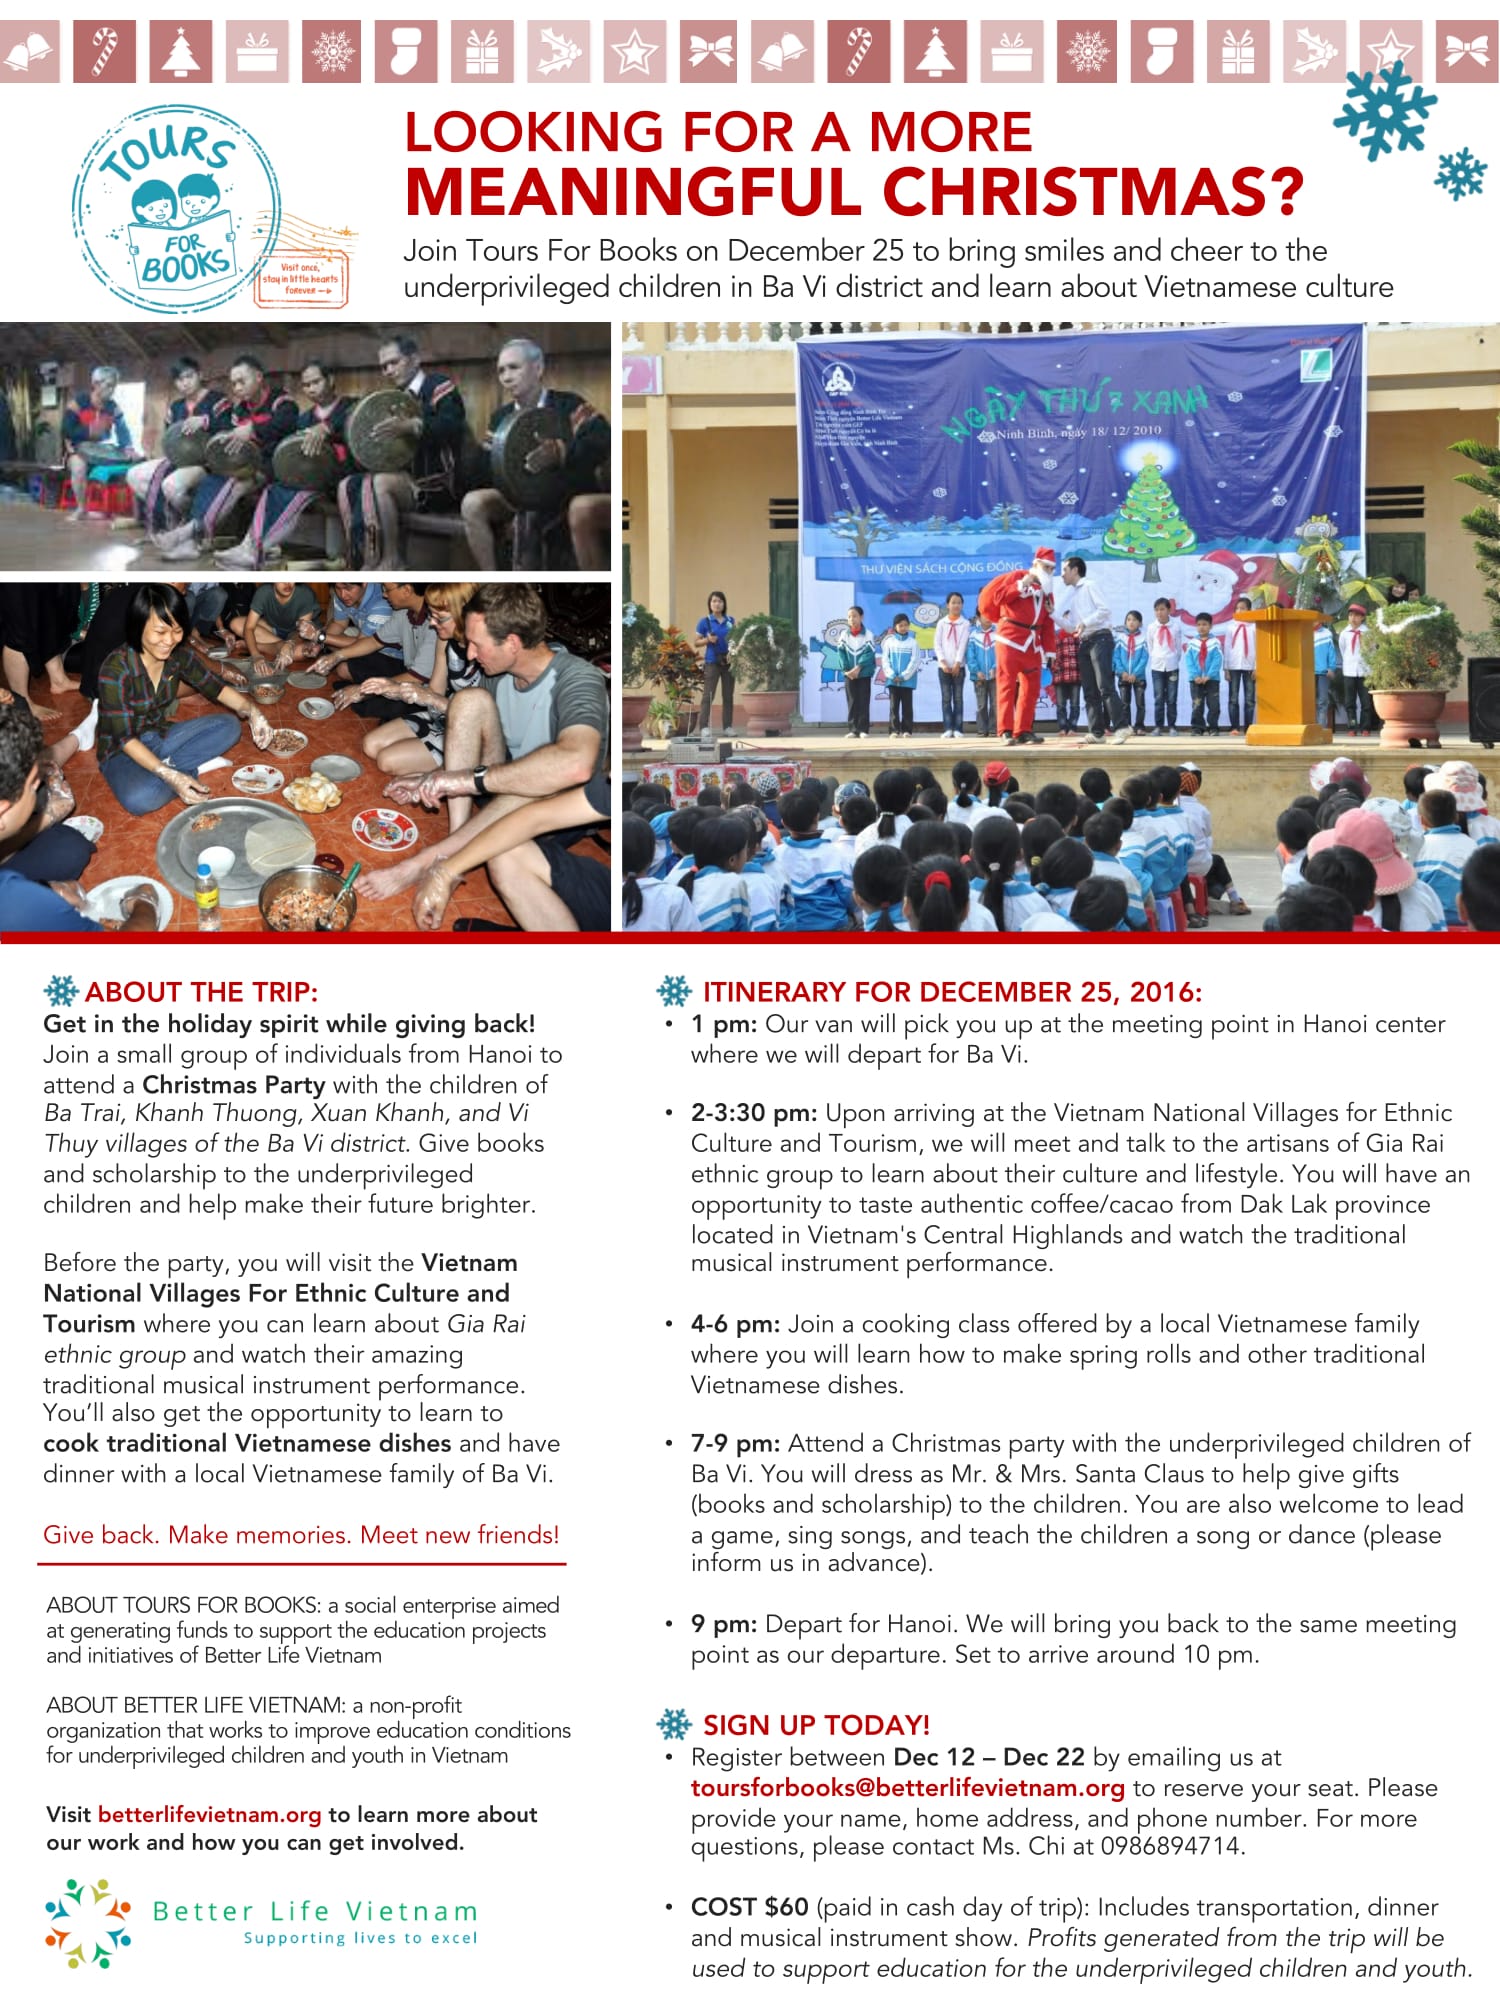 TOURS
FOR
BOOKS
Visit once,
stay in little hearts
forever
LOOKING FOR A MORE
MEANINGFUL CHRISTMAS?
Join Tours For Books on December 25 to bring smiles and cheer to the
underprivileged children in Ba Vi district and learn about Vietnamese culture
NGÀY THỨ 7 XANH
Ninh Bình, ngày 18/ 12/ 2010
THƯ VIỆN SÁCH CỘNG ĐỒNG
ABOUT THE TRIP:
Get in the holiday spirit while giving back!
Join a small group of individuals from Hanoi to
attend a Christmas Party with the children of
Ba Trai, Khanh Thuong, Xuan Khanh, and Vi
Thuy villages of the Ba Vi district. Give books
and scholarship to the underprivileged
children and help make their future brighter.
Before the party, you will visit the Vietnam
National Villages For Ethnic Culture and
Tourism where you can learn about Gia Rai
ethnic group and watch their amazing
traditional musical instrument performance.
You'll also get the opportunity to learn to
cook traditional Vietnamese dishes and have
dinner with a local Vietnamese family of Ba Vi.
Give back. Make memories. Meet new friends!
ABOUT TOURS FOR BOOKS: a social enterprise aimed
at generating funds to support the education projects
and initiatives of Better Life Vietnam
ABOUT BETTER LIFE VIETNAM: a non-profit
organization that works to improve education conditions
for underprivileged children and youth in Vietnam
Visit betterlifevietnam.org to learn more about
our work and how you can get involved.
Better Life Vietnam
Supporting lives to excel
ITINERARY FOR DECEMBER 25, 2016:
• 1 pm: Our van will pick you up at the meeting point in Hanoi center
where we will depart for Ba Vi.
• 2-3:30 pm: Upon arriving at the Vietnam National Villages for Ethnic
Culture and Tourism, we will meet and talk to the artisans of Gia Rai
ethnic group to learn about their culture and lifestyle. You will have an
opportunity to taste authentic coffee/cacao from Dak Lak province
located in Vietnam's Central Highlands and watch the traditional
musical instrument performance.
• 4-6 pm: Join a cooking class offered by a local Vietnamese family
where you will learn how to make spring rolls and other traditional
Vietnamese dishes.
• 7-9 pm: Attend a Christmas party with the underprivileged children of
Ba Vi. You will dress as Mr. & Mrs. Santa Claus to help give gifts
(books and scholarship) to the children. You are also welcome to lead
a game, sing songs, and teach the children a song or dance (please
inform us in advance).
• 9 pm: Depart for Hanoi. We will bring you back to the same meeting
point as our departure. Set to arrive around 10 pm.
SIGN UP TODAY!
• Register between Dec 12 – Dec 22 by emailing us at
toursforbooks@betterlifevietnam.org to reserve your seat. Please
provide your name, home address, and phone number. For more
questions, please contact Ms. Chi at 0986894714.
• COST $60 (paid in cash day of trip): Includes transportation, dinner
and musical instrument show. Profits generated from the trip will be
used to support education for the underprivileged children and youth.